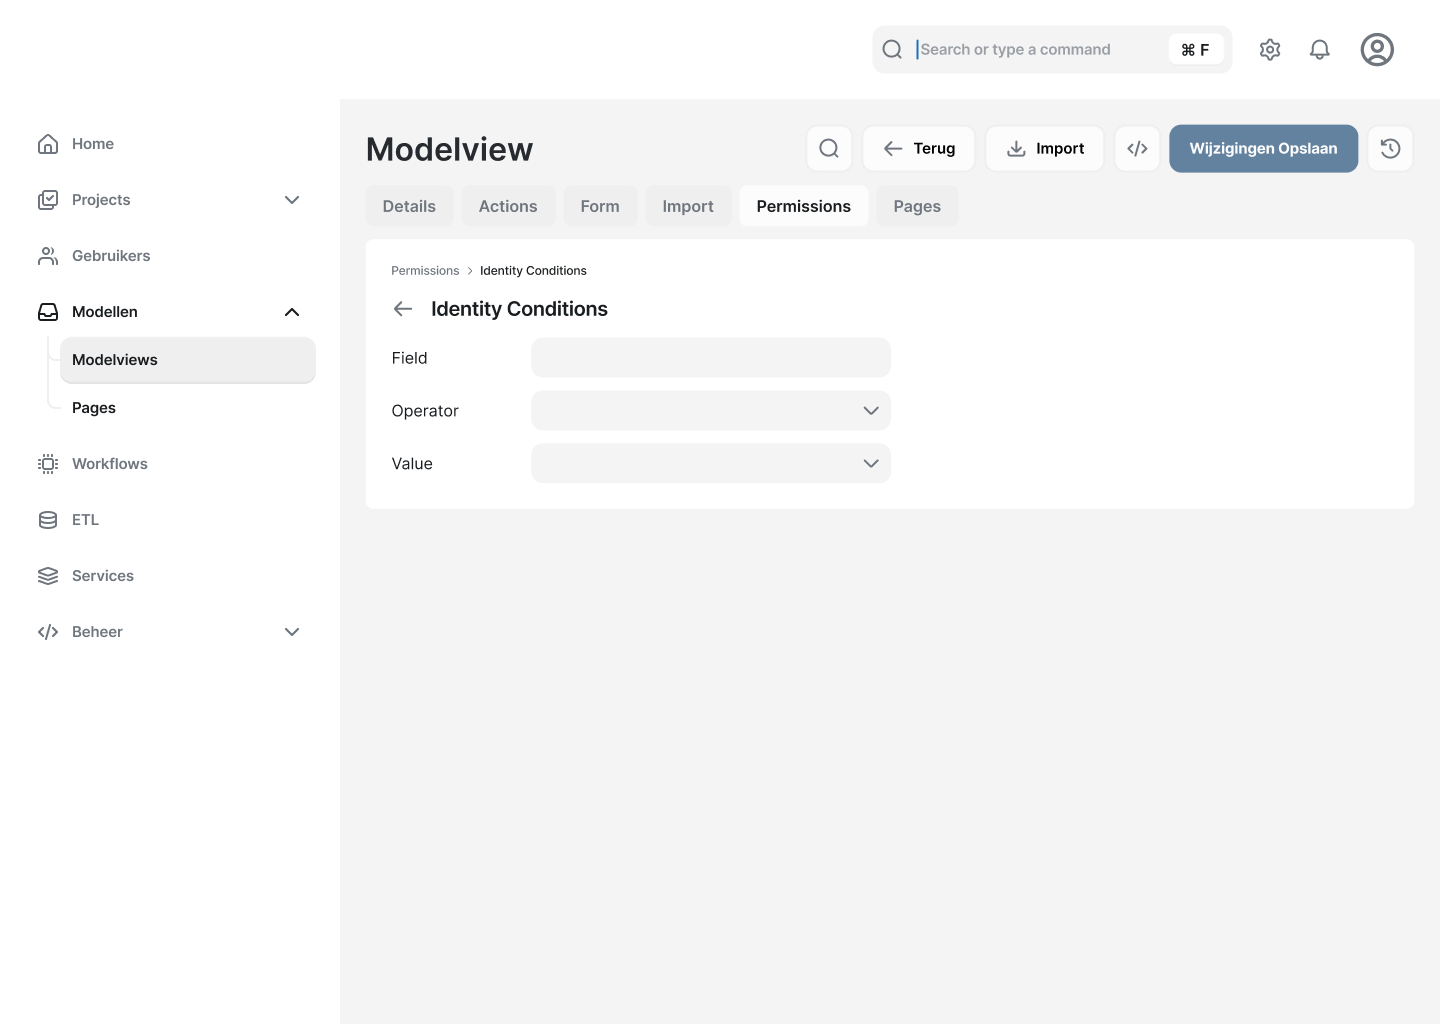 Search or type a command
⌘ F
Home
Projects
Gebruikers
Modellen
Modelviews
Pages
Workflows
ETL
Services
Beheer
Modelview
Terug
Import
Wijzigingen Opslaan
Details
Actions
Form
Import
Permissions
Pages
Permissions > Identity Conditions
Identity Conditions
Field
Operator
Value